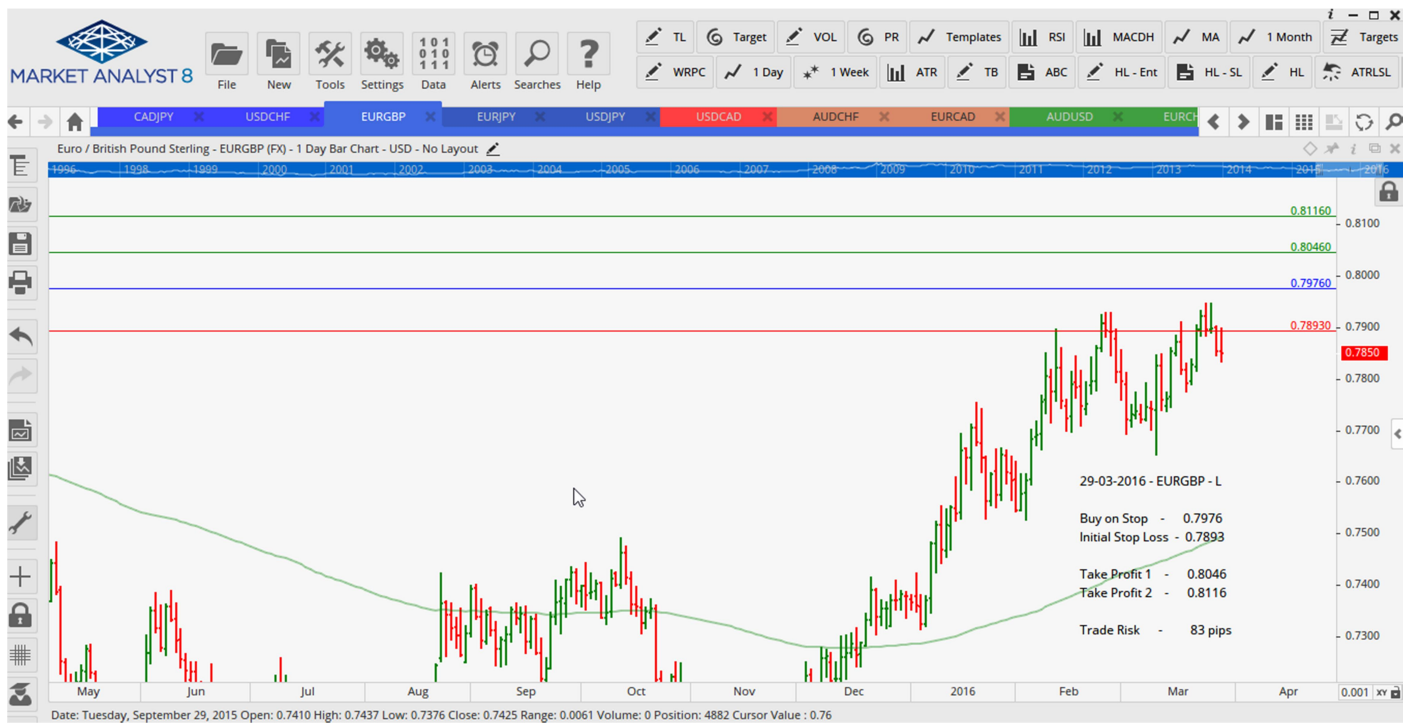 i
TL Target VOL PR Templates RSI MACDH MA 1 Month Targets
MARKET ANALYST 8
File New Tools Settings Data Alerts Searches Help
WRPC 1 Day 1 Week ATR TB ABC HL - Ent HL - SL HL ATRLSL
CADJPY USDCHF EURGBP EURJPY USDJPY USDCAD AUDCHF EURCAD AUDUSD EURCH
Euro / British Pound Sterling - EURGBP (FX) - 1 Day Bar Chart - USD - No Layout
1996 1998 1999 2000 2001 2002 2003 2004 2005 2006 2007 2008 2009 2010 2011 2012 2013 2014 2015 2016
0.81160
0.8100
0.80460
0.8000
0.79760
0.78930
0.7900
0.7850
0.7800
0.7700
0.7600
0.7500
0.7400
0.7300
29-03-2016 - EURGBP - L
Buy on Stop - 0.7976
Initial Stop Loss - 0.7893
Take Profit 1 - 0.8046
Take Profit 2 - 0.8116
Trade Risk - 83 pips
May Jun Jul Aug Sep Oct Nov Dec 2016 Feb Mar Apr 0.001 XY
Date: Tuesday, September 29, 2015 Open: 0.7410 High: 0.7437 Low: 0.7376 Close: 0.7425 Range: 0.0061 Volume: 0 Position: 4882 Cursor Value : 0.76